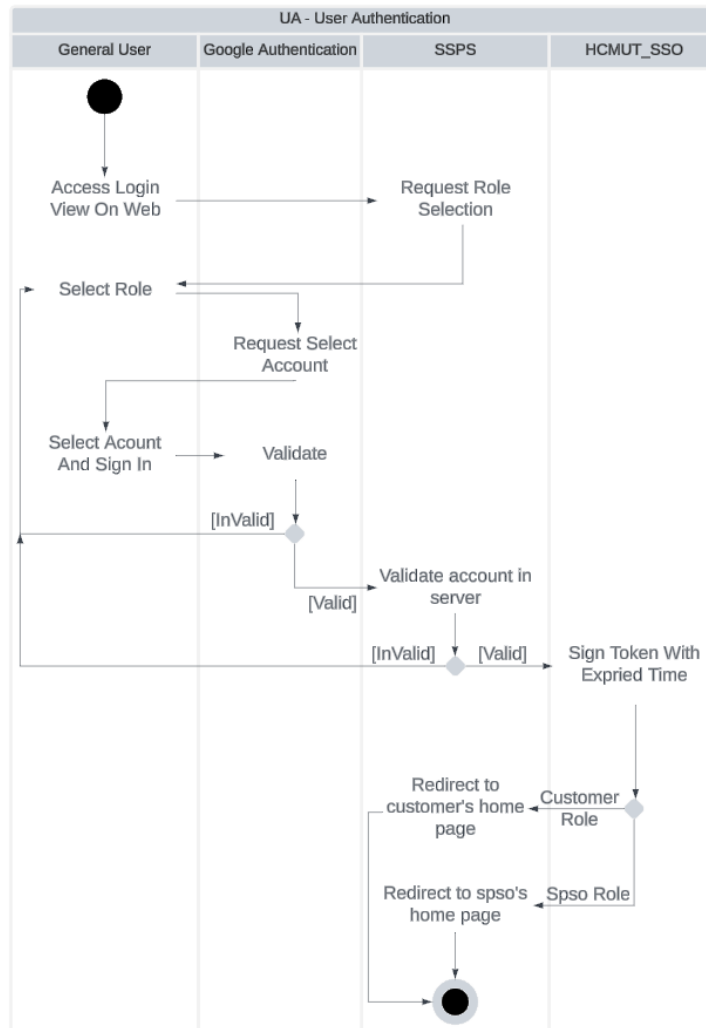 UA - User Authentication
General User
Google Authentication
SSPS
HCMUT_SSO
Access Login
View On Web
Request Role
Selection
Select Role
Request Select
Account
Select Acount
And Sign In
Validate
[InValid]
[Valid]
Validate account in
server
[InValid]
[Valid]
Sign Token With
Expried Time
Redirect to
customer's home
page
Customer
Role
Redirect to spso's
home page
Spso Role